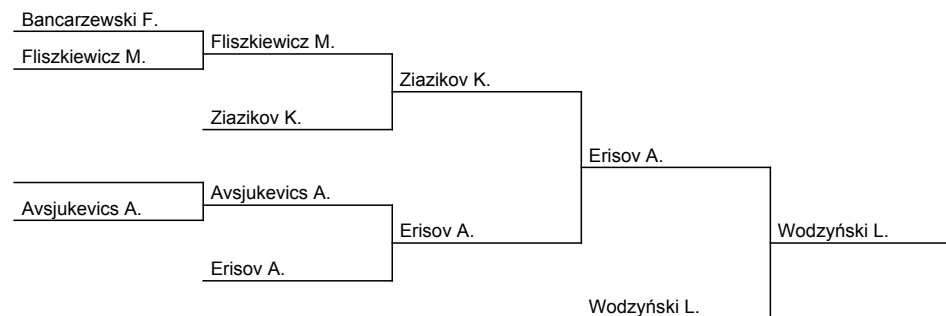 Bancarzewski F.
Fliszkiewicz M.
Fliszkiewicz M.
Ziazikov K.
Ziazikov K.
Erisov A.
Avsjukevics A.
Avsjukevics A.
Erisov A.
Wodzyński L.
Erisov A.
Wodzyński L.